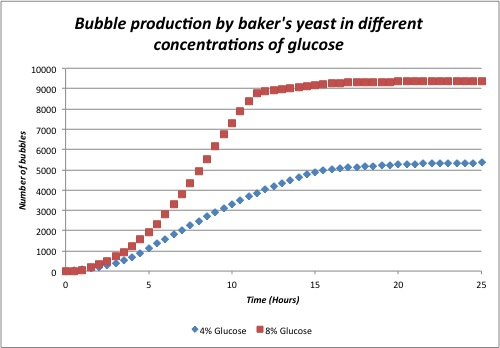 Bubble production by baker's yeast in different
concentrations of glucose
10000
9000
8000
7000
6000
5000
4000
3000
2000
1000
0
Number of bubbles
0 5 10 15 20 25
Time (Hours)
4% Glucose 8% Glucose